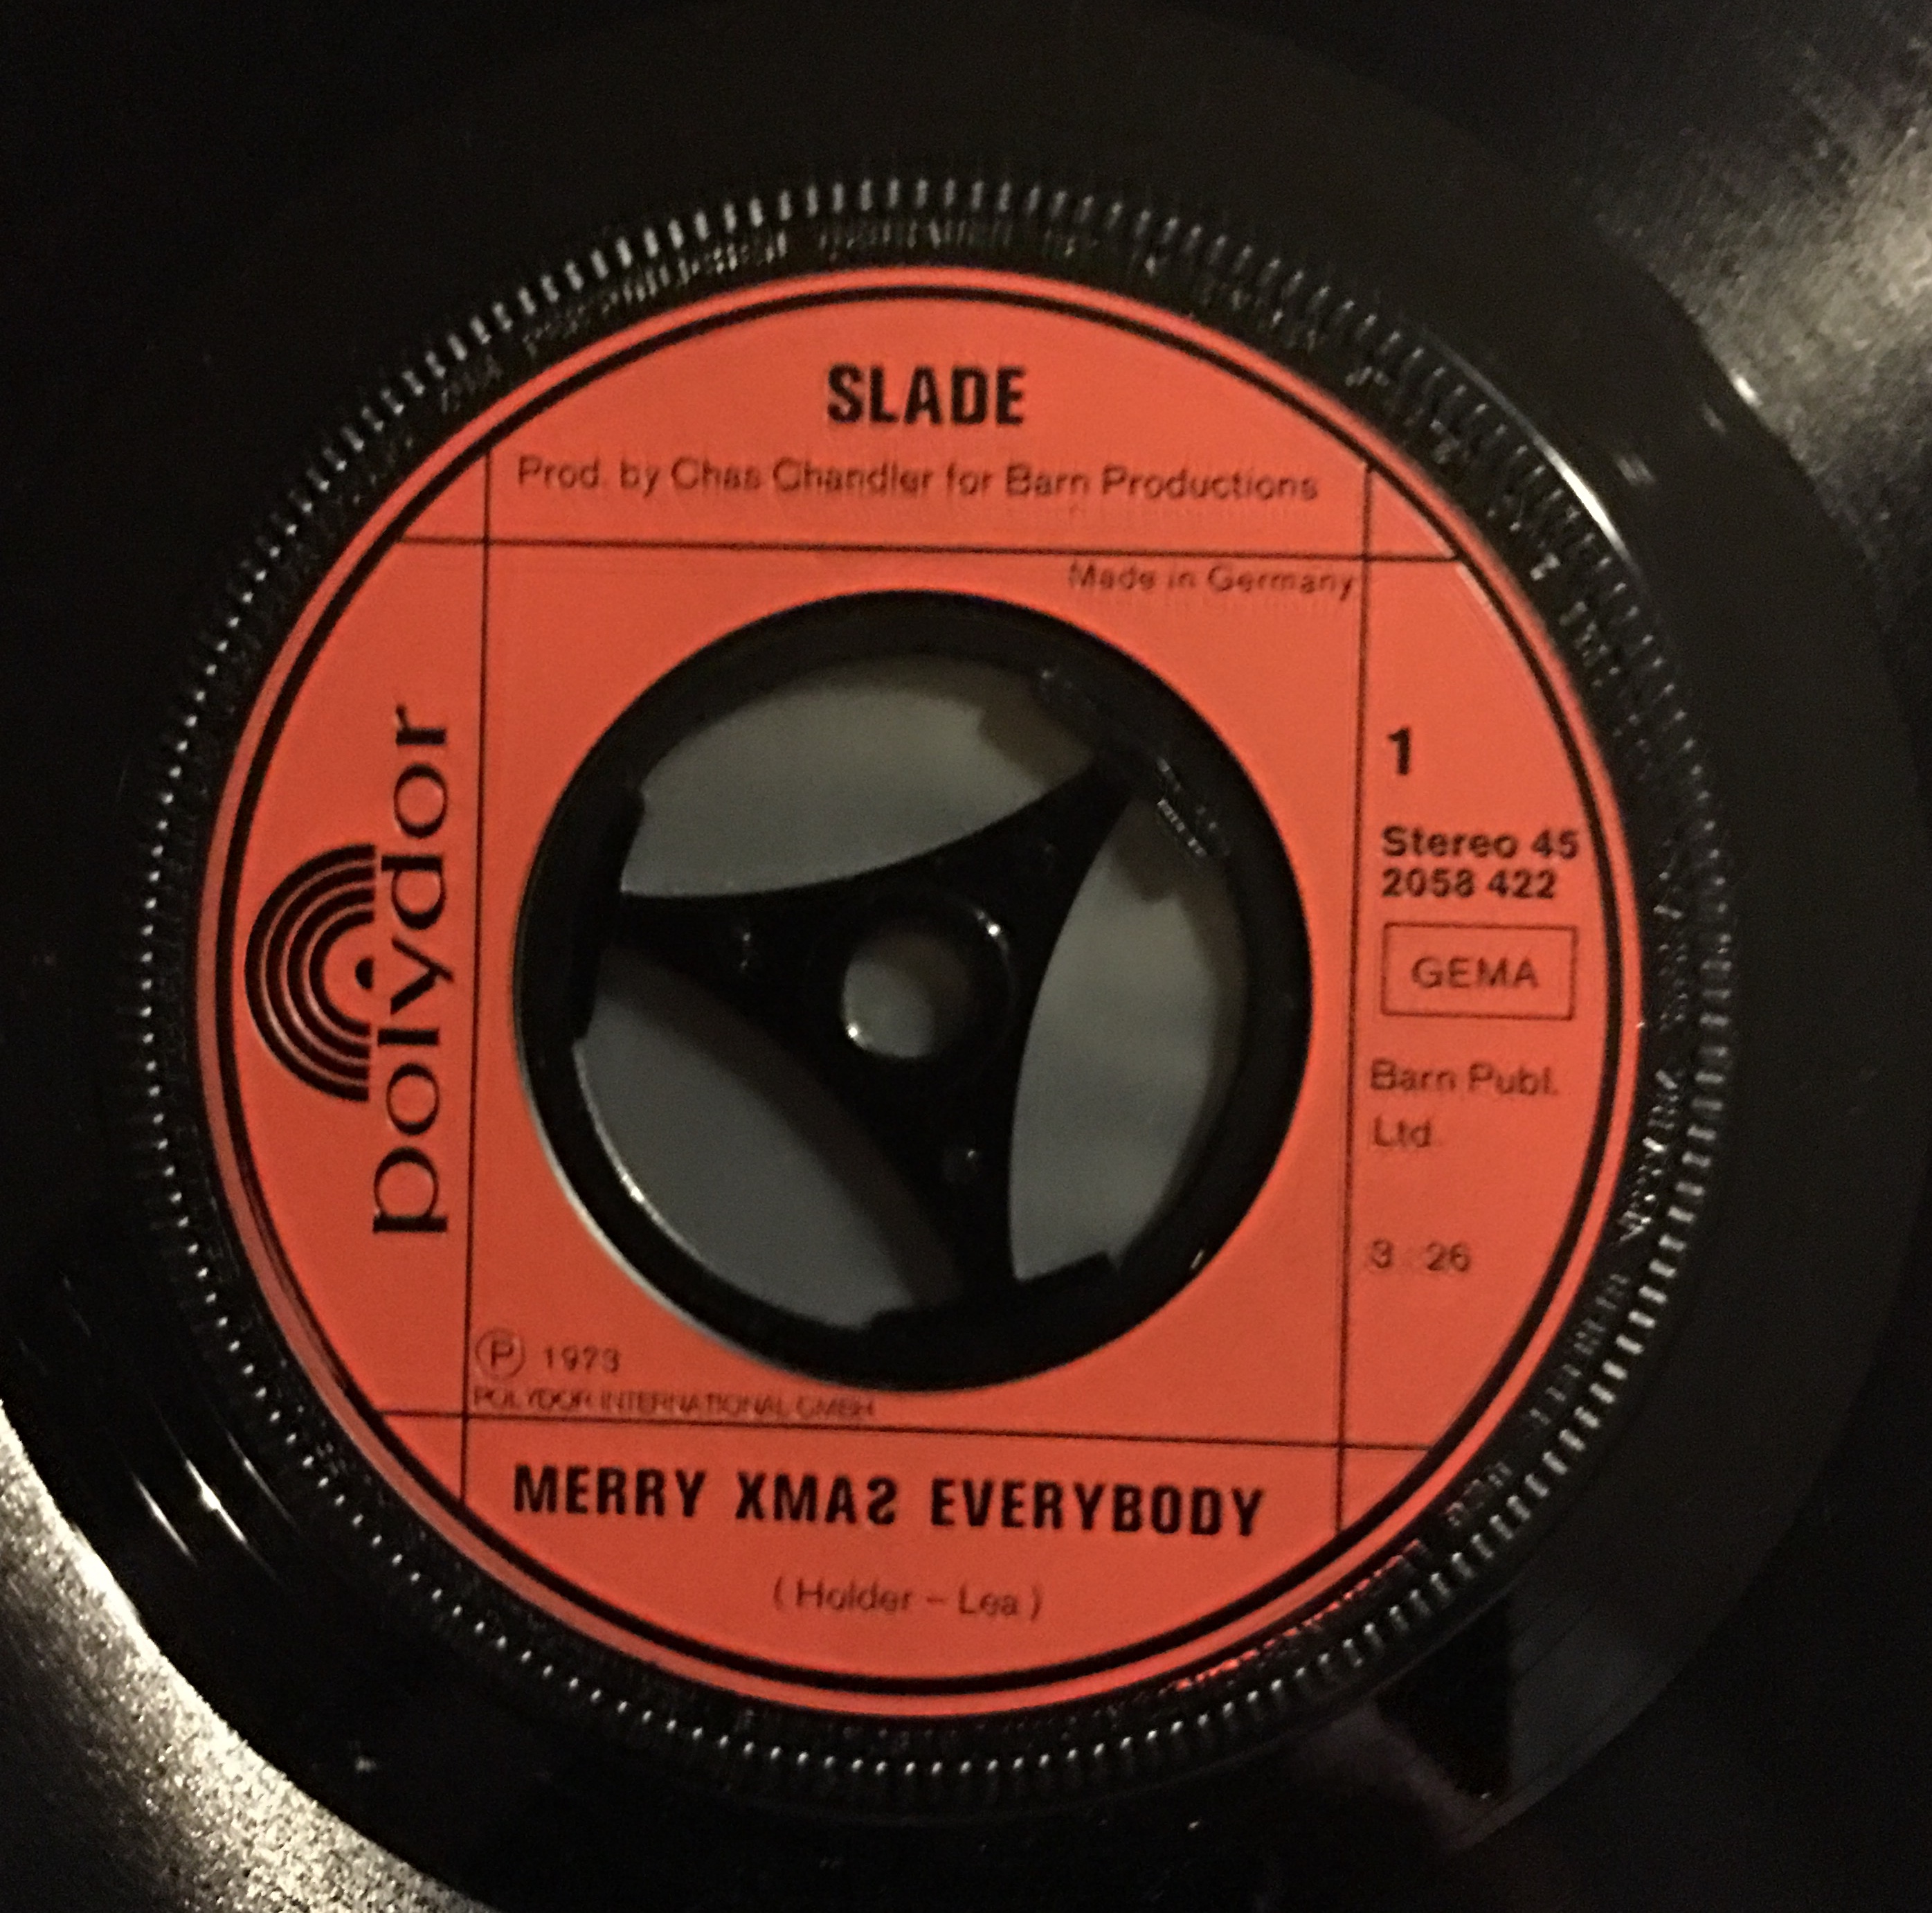 SLADE
Prod. by Chas Chandler for Barn Productions
Made in Germany
polydor
1
Stereo 45
2058 422
GEMA
Barn Publ.
Ltd.
3:26
Ⓟ 1973
POLYDOR INTERNATIONAL GMBH
MERRY XMAS EVERYBODY
(Holder - Lea)